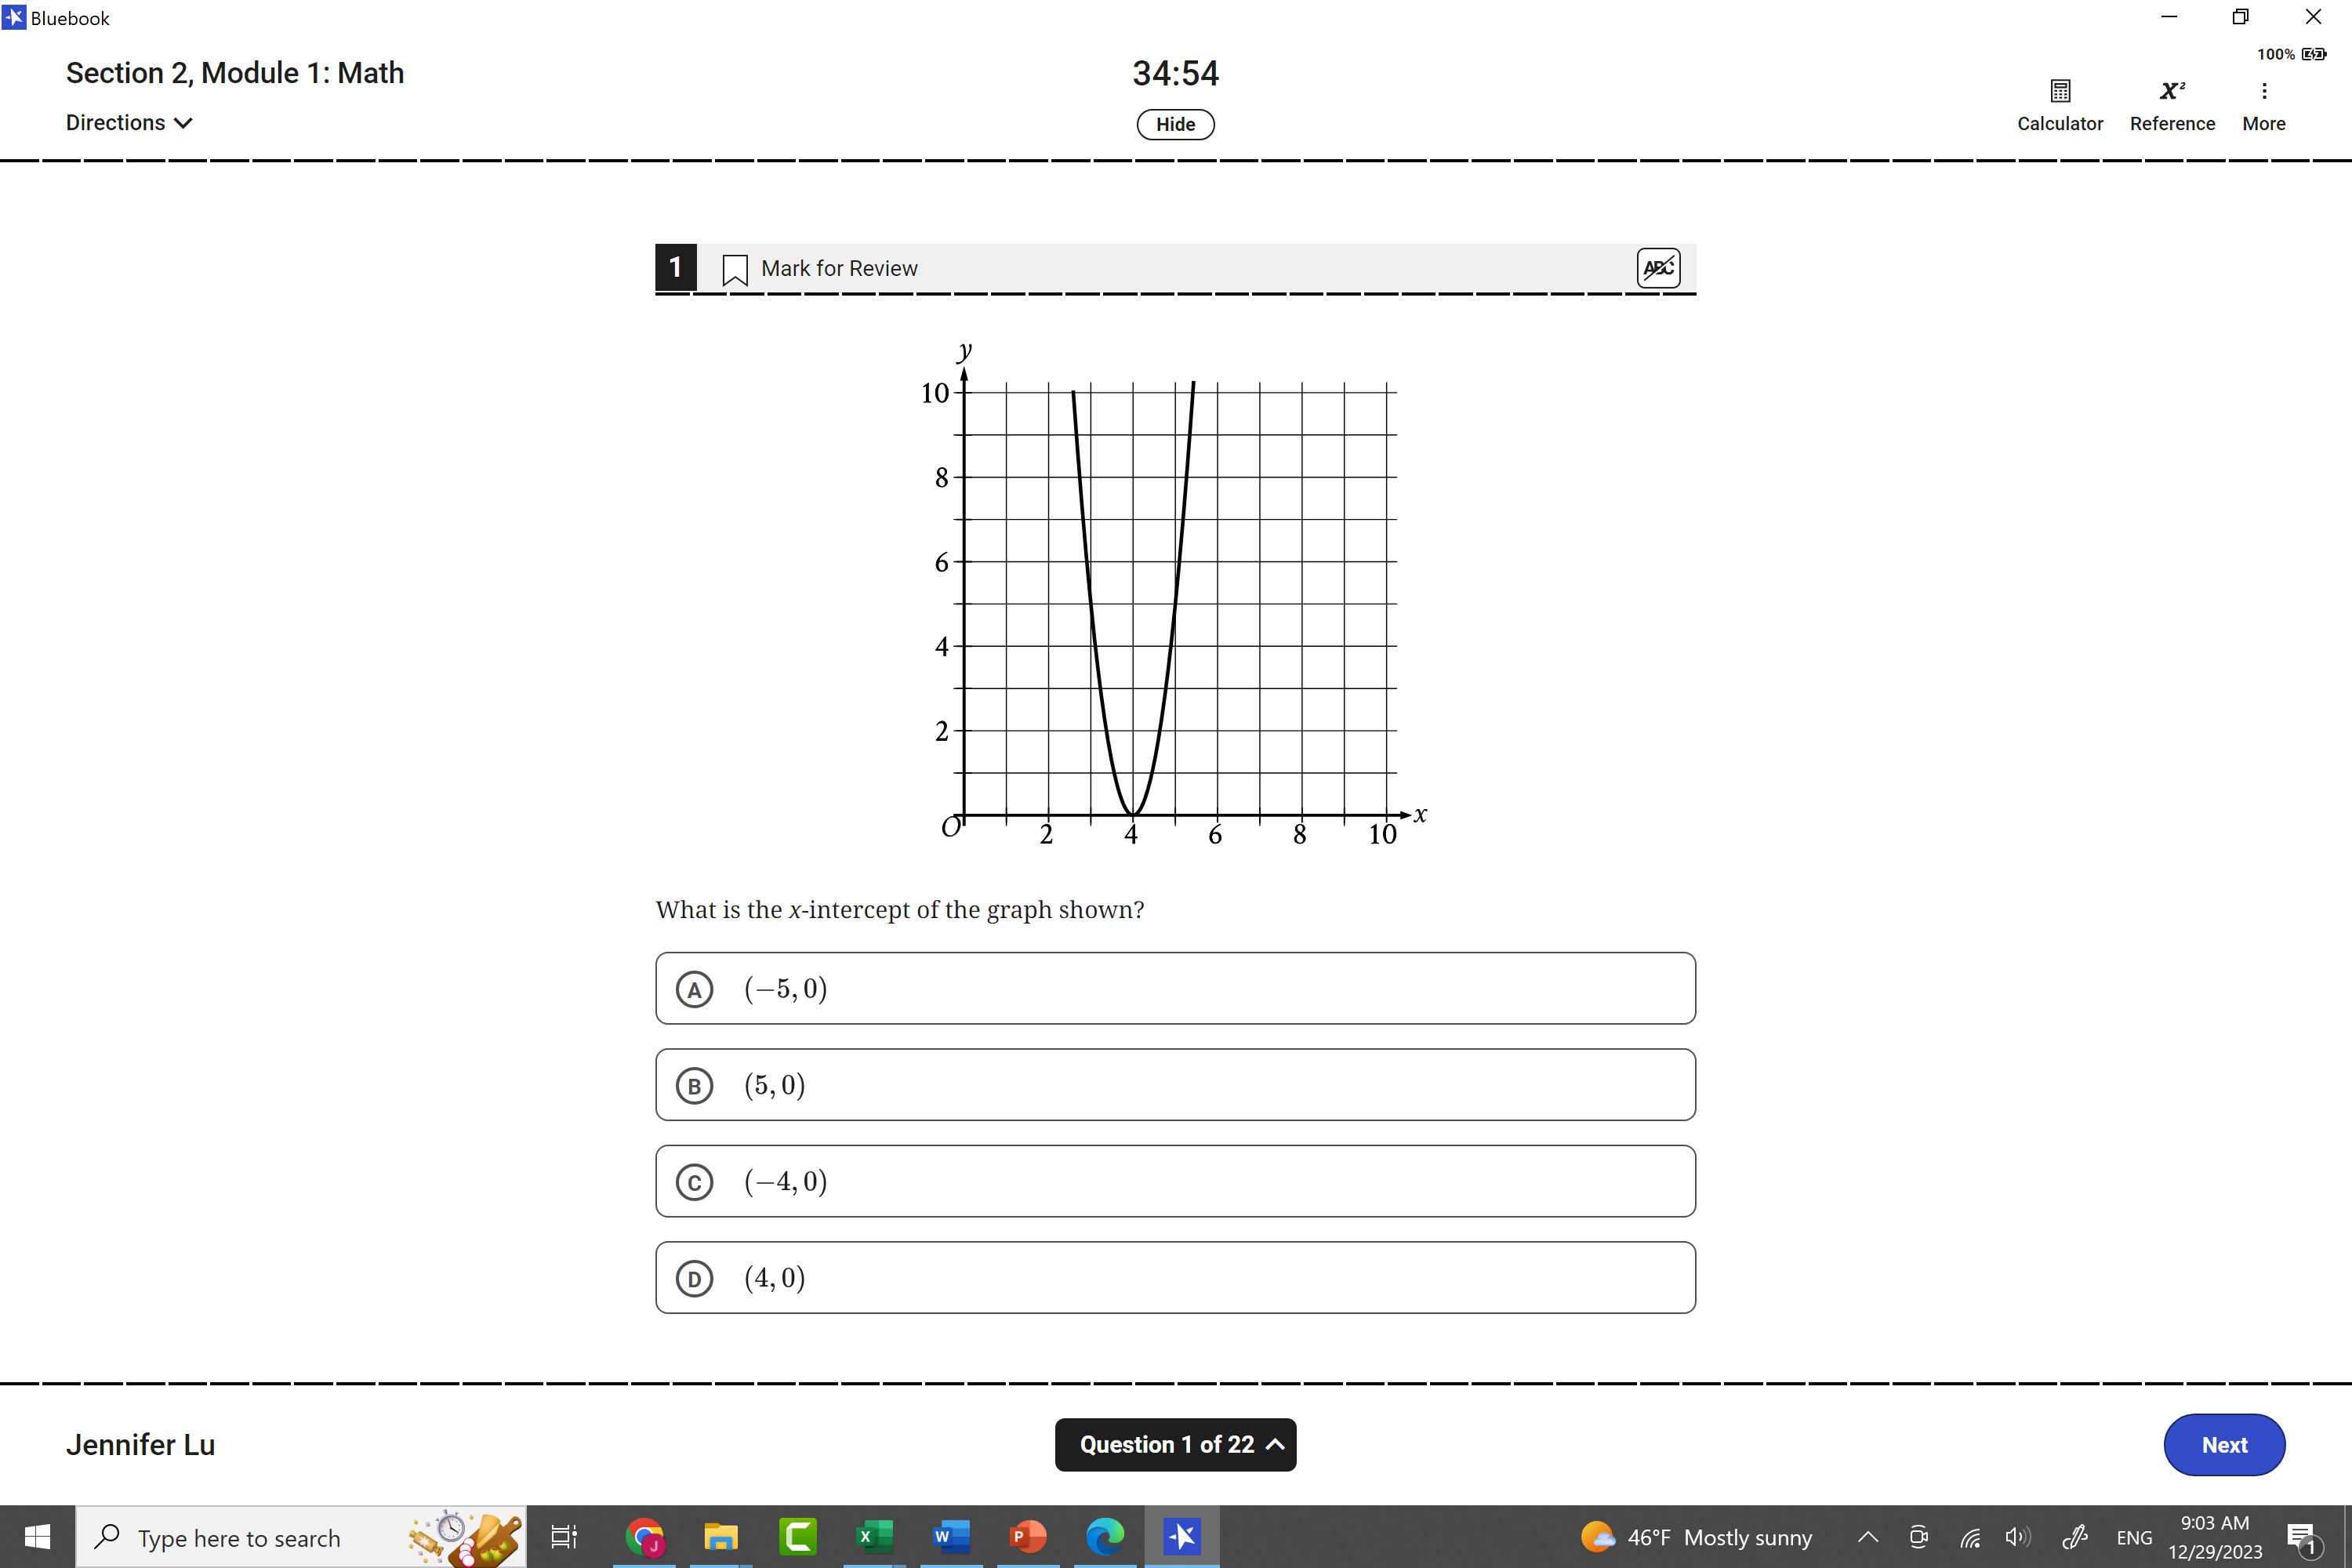 Bluebook
100%
Section 2, Module 1: Math
34:54
Directions
Hide
x²
Calculator Reference More
1 Mark for Review ABC
y
10
8
6
4
2
O 2 4 6 8 10 x
What is the x-intercept of the graph shown?
A (−5, 0)
B (5, 0)
C (−4, 0)
D (4, 0)
Jennifer Lu
Question 1 of 22
Next
Type here to search
J
X
W
P
46°F Mostly sunny
ENG
9:03 AM
12/29/2023
1